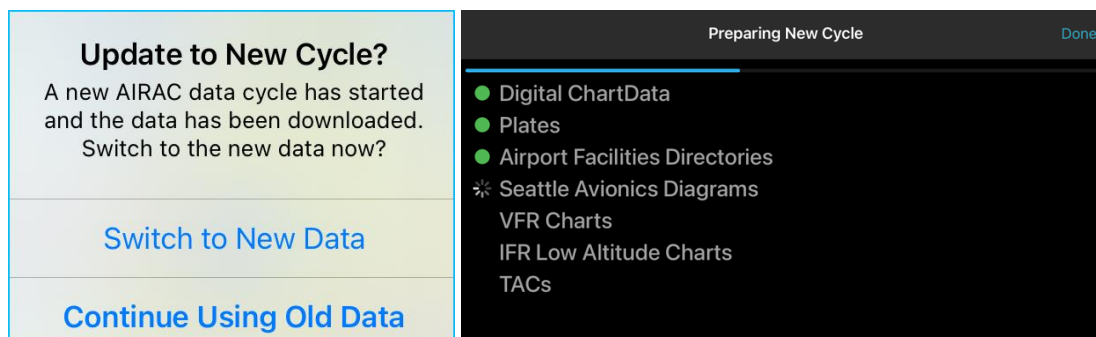 Update to New Cycle?
A new AIRAC data cycle has started
and the data has been downloaded.
Switch to the new data now?
Switch to New Data
Continue Using Old Data
Preparing New Cycle
Done
Digital ChartData
Plates
Airport Facilities Directories
Seattle Avionics Diagrams
VFR Charts
IFR Low Altitude Charts
TACs